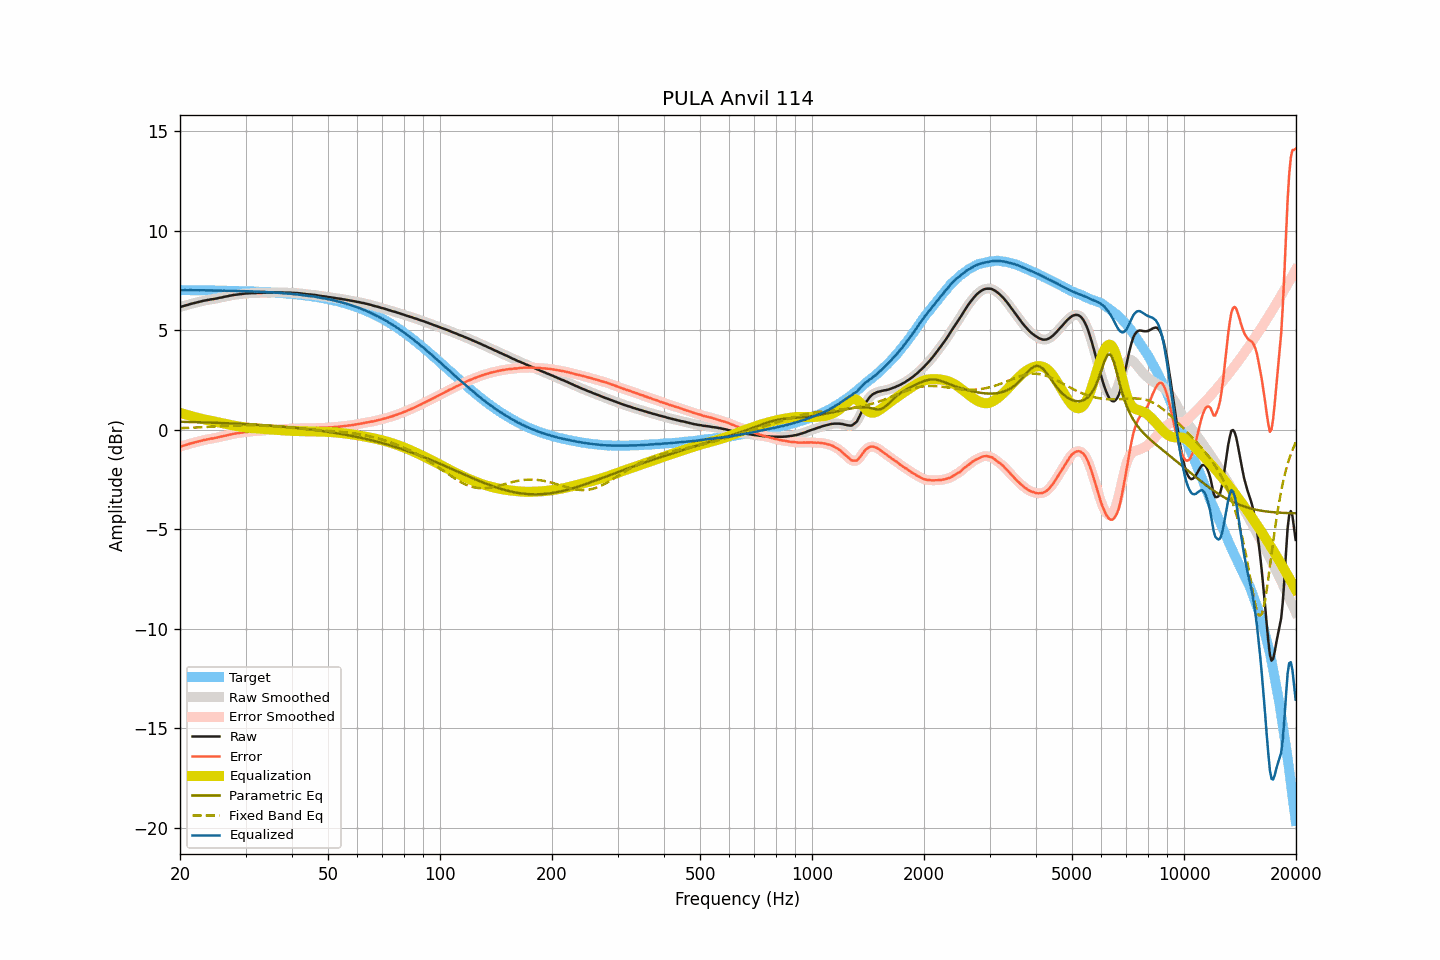 PULA Anvil 114
15
10
5
0
−5
−10
−15
−20
Amplitude (dBr)
Target
Raw Smoothed
Error Smoothed
Raw
Error
Equalization
Parametric Eq
Fixed Band Eq
Equalized
20 50 100 200 500 1000 2000 5000 10000 20000
Frequency (Hz)